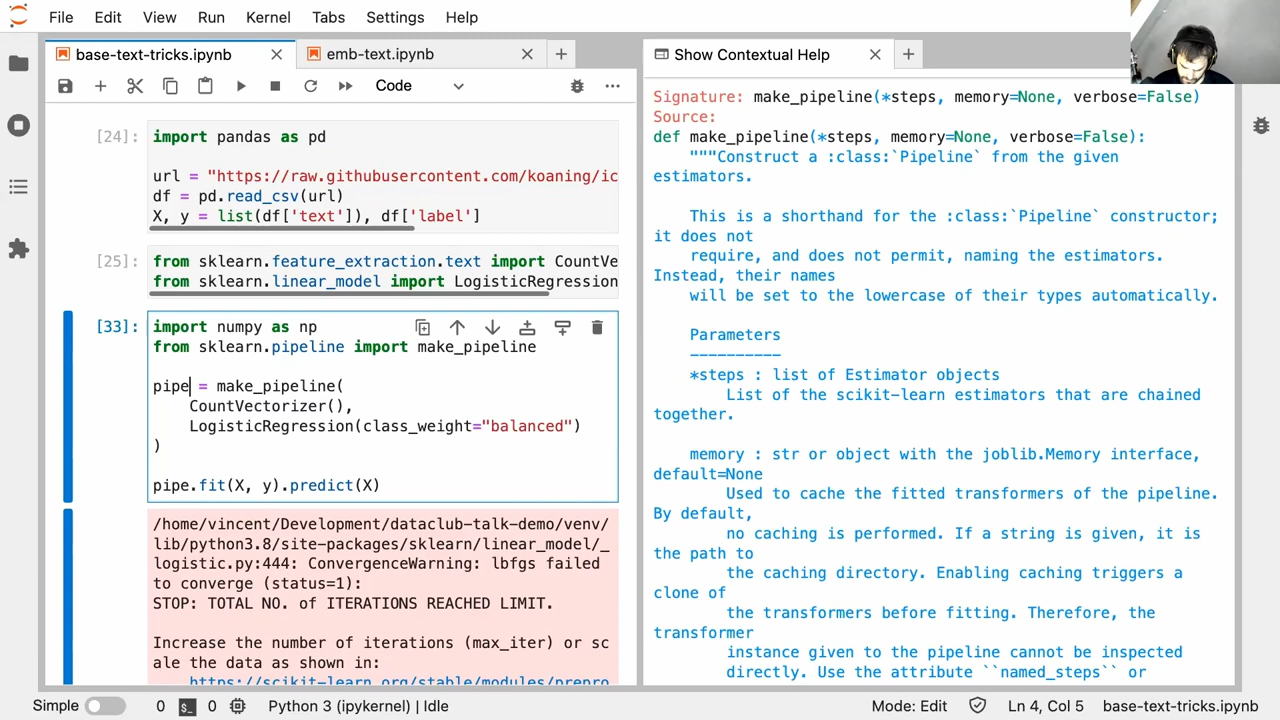 File Edit View Run Kernel Tabs Settings Help
base-text-tricks.ipynb
emb-text.ipynb
Code
[24]:
import pandas as pd
url = "https://raw.githubusercontent.com/koaning/ic
df = pd.read_csv(url)
X, y = list(df['text']), df['label']
[25]:
from sklearn.feature_extraction.text import CountVe
from sklearn.linear_model import LogisticRegression
[33]:
import numpy as np
from sklearn.pipeline import make_pipeline
pipe = make_pipeline(
CountVectorizer(),
LogisticRegression(class_weight="balanced")
)
pipe.fit(X, y).predict(X)
/home/vincent/Development/dataclub-talk-demo/venv/
lib/python3.8/site-packages/sklearn/linear_model/_
logistic.py:444: ConvergenceWarning: lbfgs failed
to converge (status=1):
STOP: TOTAL NO. of ITERATIONS REACHED LIMIT.
Increase the number of iterations (max_iter) or sc
ale the data as shown in:
https://scikit-learn.org/stable/modules/prepro
Show Contextual Help
Signature: make_pipeline(*steps, memory=None, verbose=False)
Source:
def make_pipeline(*steps, memory=None, verbose=False):
"""Construct a :class:`Pipeline` from the given
estimators.
This is a shorthand for the :class:`Pipeline` constructor;
it does not
require, and does not permit, naming the estimators.
Instead, their names
will be set to the lowercase of their types automatically.
Parameters
----------
*steps : list of Estimator objects
List of the scikit-learn estimators that are chained
together.
memory : str or object with the joblib.Memory interface,
default=None
Used to cache the fitted transformers of the pipeline.
By default,
no caching is performed. If a string is given, it is
the path to
the caching directory. Enabling caching triggers a
clone of
the transformers before fitting. Therefore, the
transformer
instance given to the pipeline cannot be inspected
directly. Use the attribute ``named_steps`` or
Simple 0 0 Python 3 (ipykernel) | Idle Mode: Edit Ln 4, Col 5 base-text-tricks.ipynb